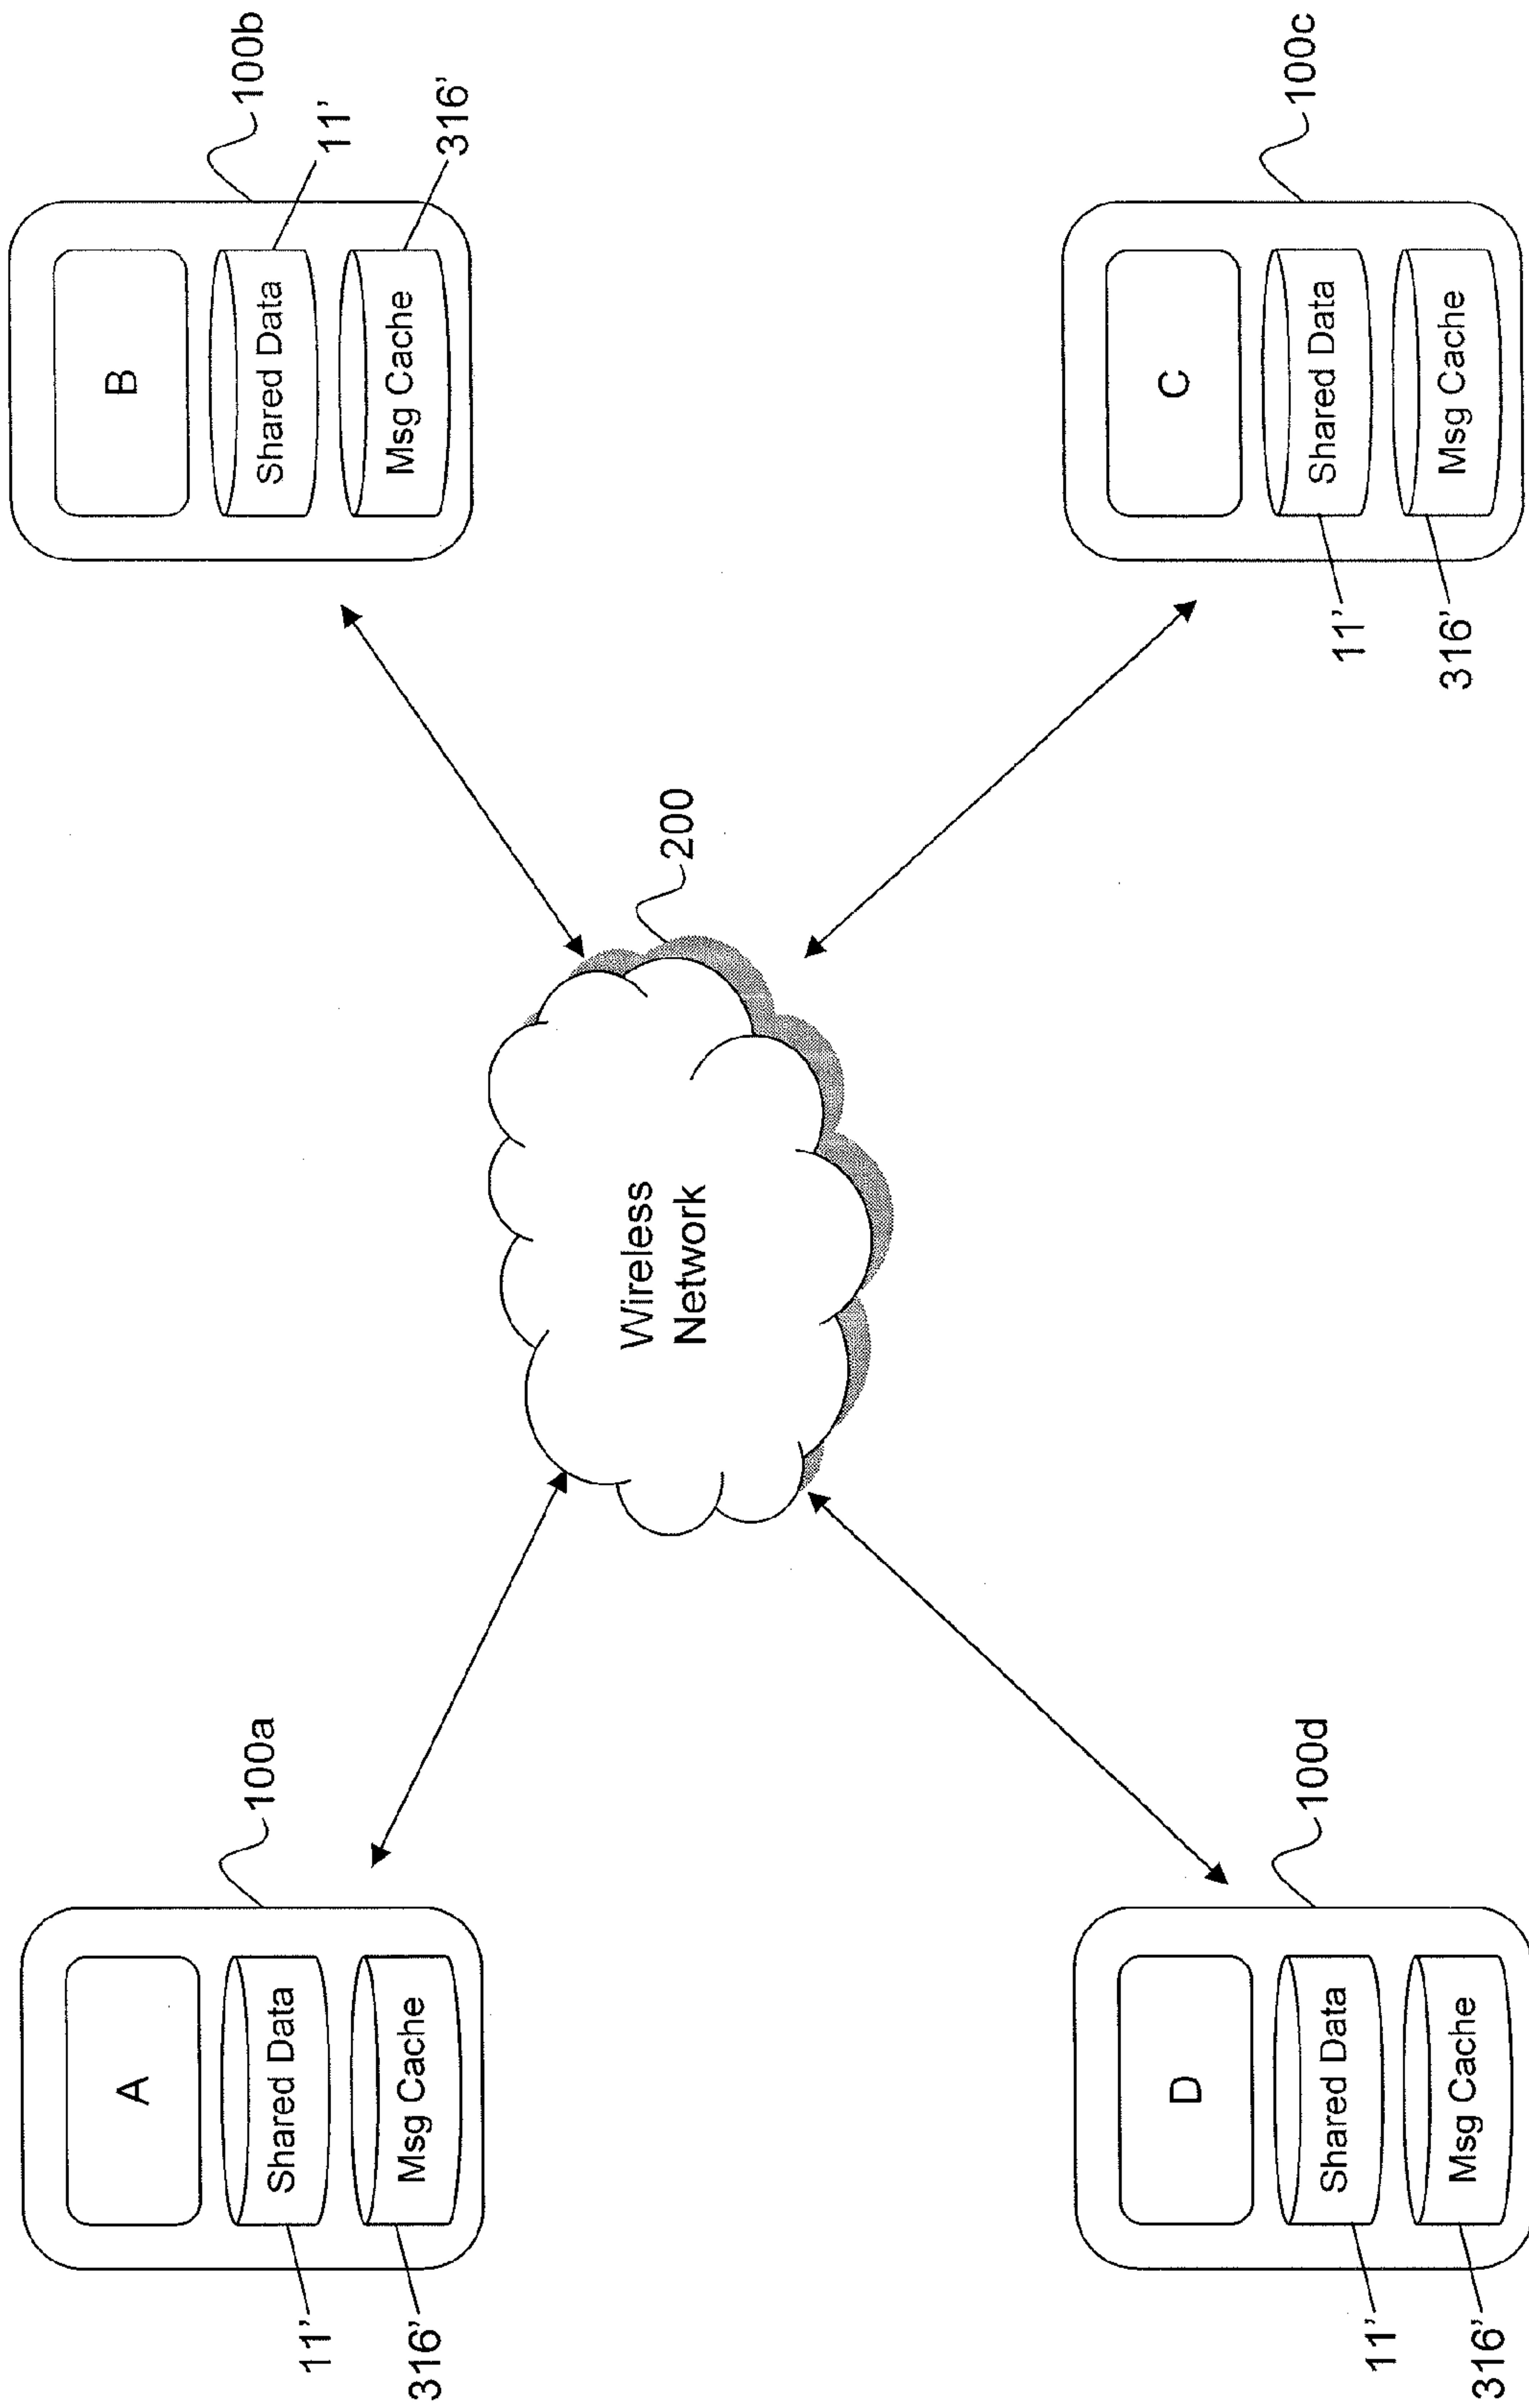 100a
A
Shared Data
Msg Cache
11'
316'
100b
B
Shared Data
Msg Cache
11'
316'
Wireless
Network
200
100d
D
Shared Data
Msg Cache
11'
316'
100c
C
Shared Data
Msg Cache
11'
316'